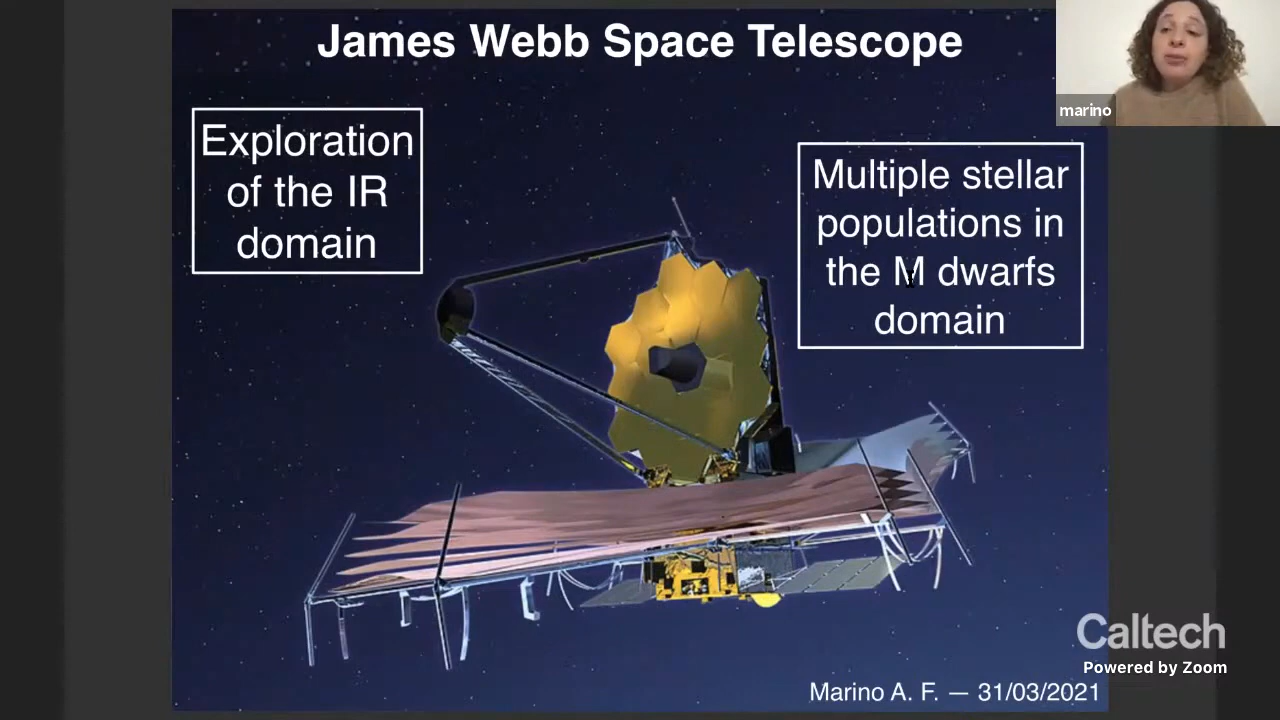 James Webb Space Telescope
marino
Exploration
of the IR
domain
Multiple stellar
populations in
the M dwarfs
domain
Caltech
Powered by Zoom
Marino A. F. — 31/03/2021